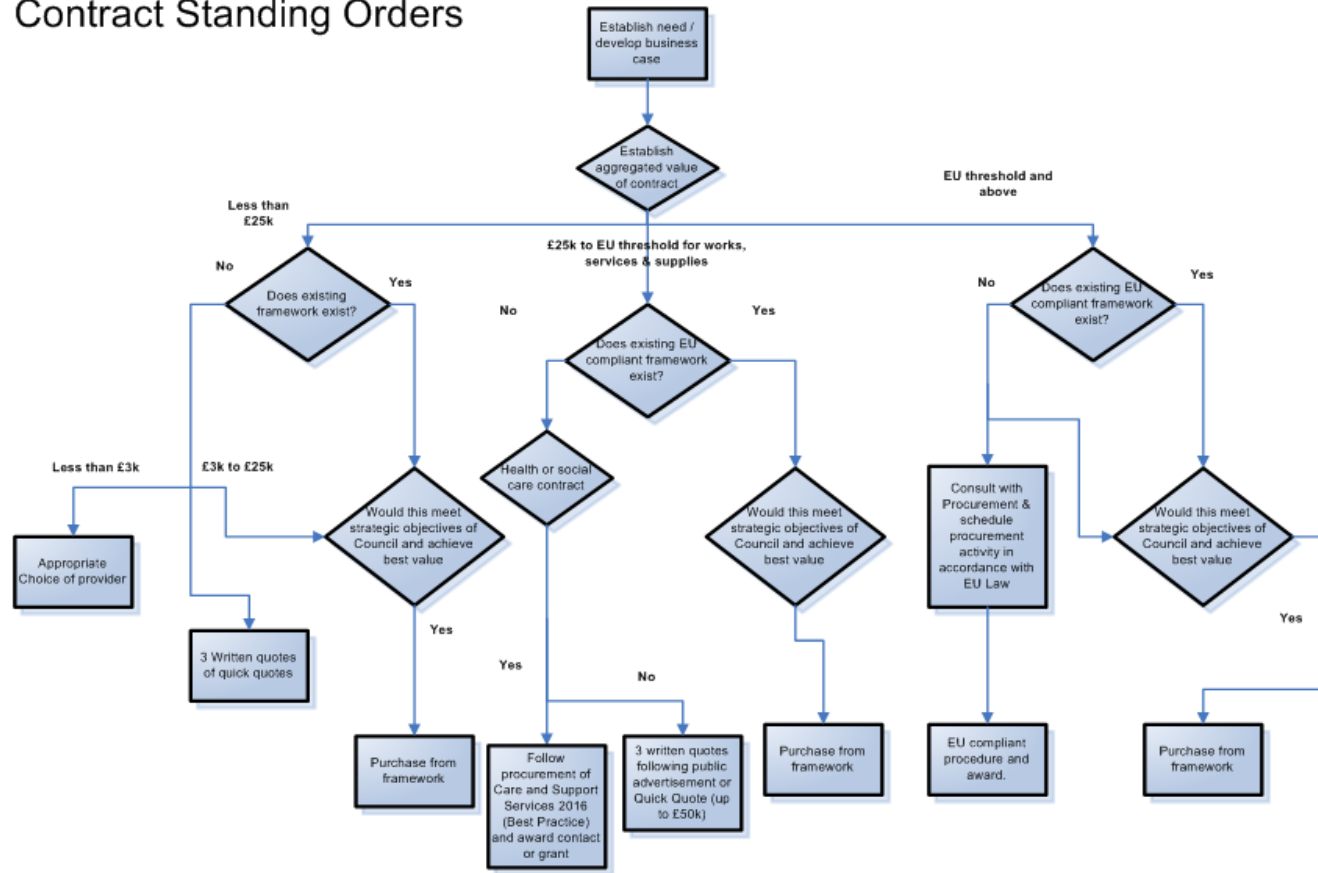 Contract Standing Orders
Establish need /
develop business
case
Establish
aggregated value
of contract
EU threshold and
above
Less than
£25k
£25k to EU threshold for works,
services & supplies
No
Does existing
framework exist?
Yes
No
Does existing EU
compliant framework
exist?
Yes
No
Does existing EU
compliant framework
exist?
Yes
Less than £3k
£3k to £25k
Appropriate
Choice of provider
3 Written quotes
of quick quotes
Would this meet
strategic objectives of
Council and achieve
best value
Yes
Purchase from
framework
Health or social
care contract
Yes
No
Follow
procurement of
Care and Support
Services 2016
(Best Practice)
and award contact
or grant
3 written quotes
following public
advertisement or
Quick Quote (up
to £50k)
Would this meet
strategic objectives of
Council and achieve
best value
Purchase from
framework
Consult with
Procurement &
schedule
procurement
activity in
accordance with
EU Law
EU compliant
procedure and
award.
Would this meet
strategic objectives of
Council and achieve
best value
Yes
Purchase from
framework